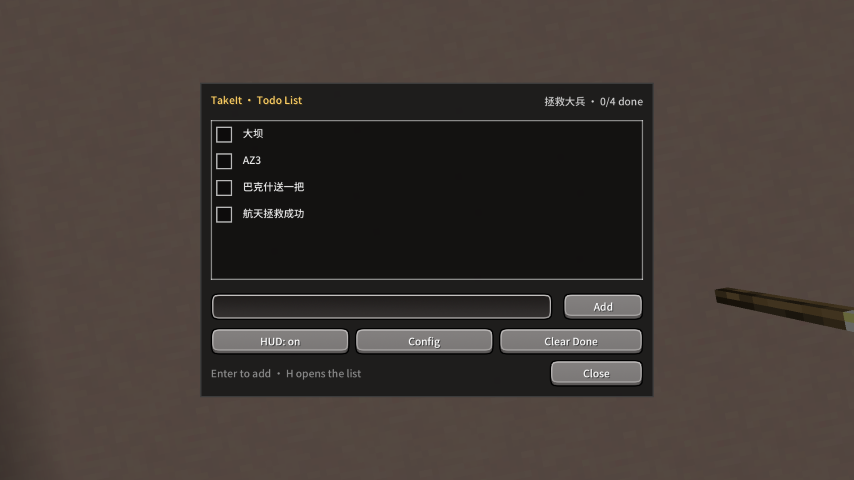 TakeIt • Todo List
拯救大兵 • 0/4 done
大坝
AZ3
巴克什送一把
航天拯救成功
Add
HUD: on
Config
Clear Done
Enter to add • H opens the list
Close